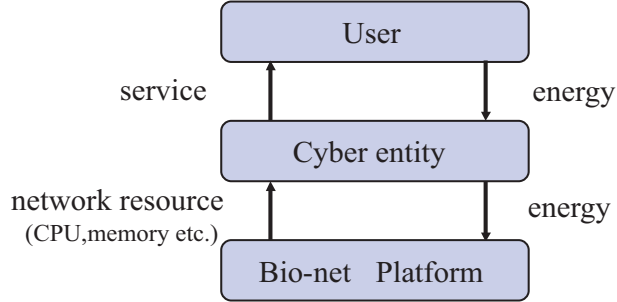 User
service
energy
Cyber entity
network resource
(CPU,memory etc.)
energy
Bio-net Platform